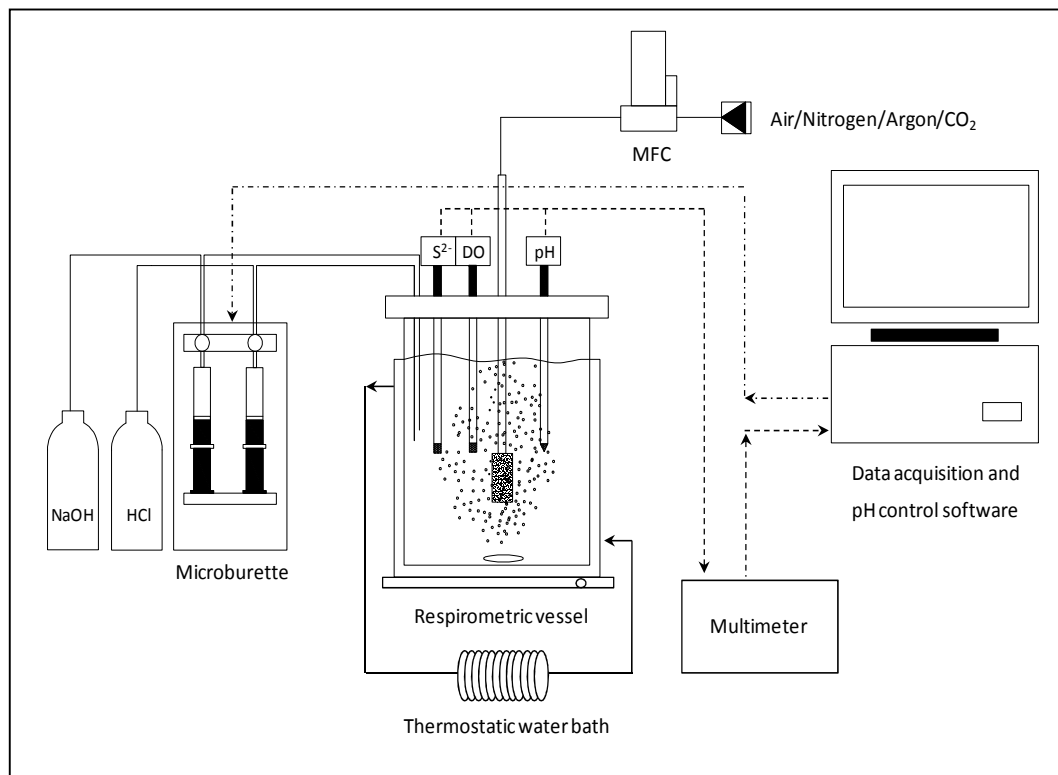 Air/Nitrogen/Argon/CO₂
MFC
S²⁻
DO
pH
NaOH
HCl
Microburette
Respirometric vessel
Thermostatic water bath
Multimeter
Data acquisition and
pH control software